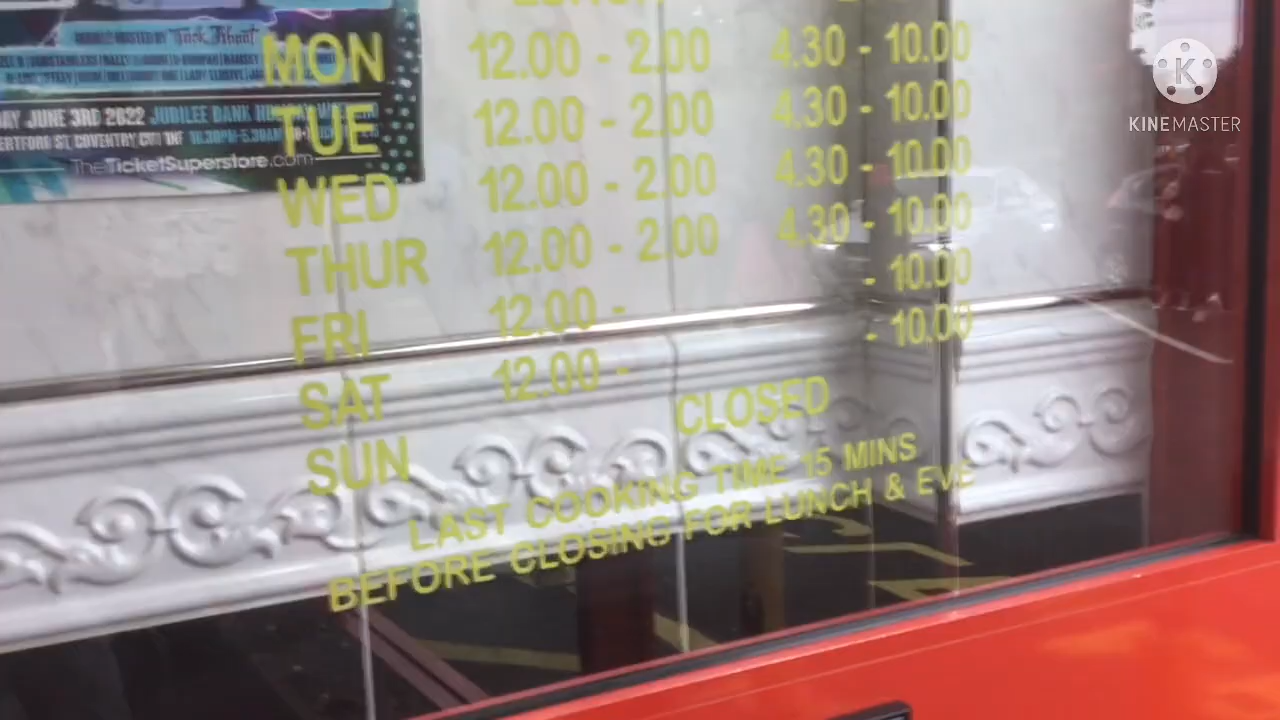 MON 12.00 - 2.00 4.30 - 10.00
TUE 12.00 - 2.00 4.30 - 10.00
WED 12.00 - 2.00 4.30 - 10.00
THUR 12.00 - 2.00 4.30 - 10.00
FRI 12.00 - - 10.00
SAT 12.00 - - 10.00
SUN CLOSED
LAST COOKING TIME 15 MINS
BEFORE CLOSING FOR LUNCH & EVE
JUNE 3RD 2022 JUBILEE BANK
ST COVENTRY CV1
TheTicketSuperstore.com
K
KINEMASTER